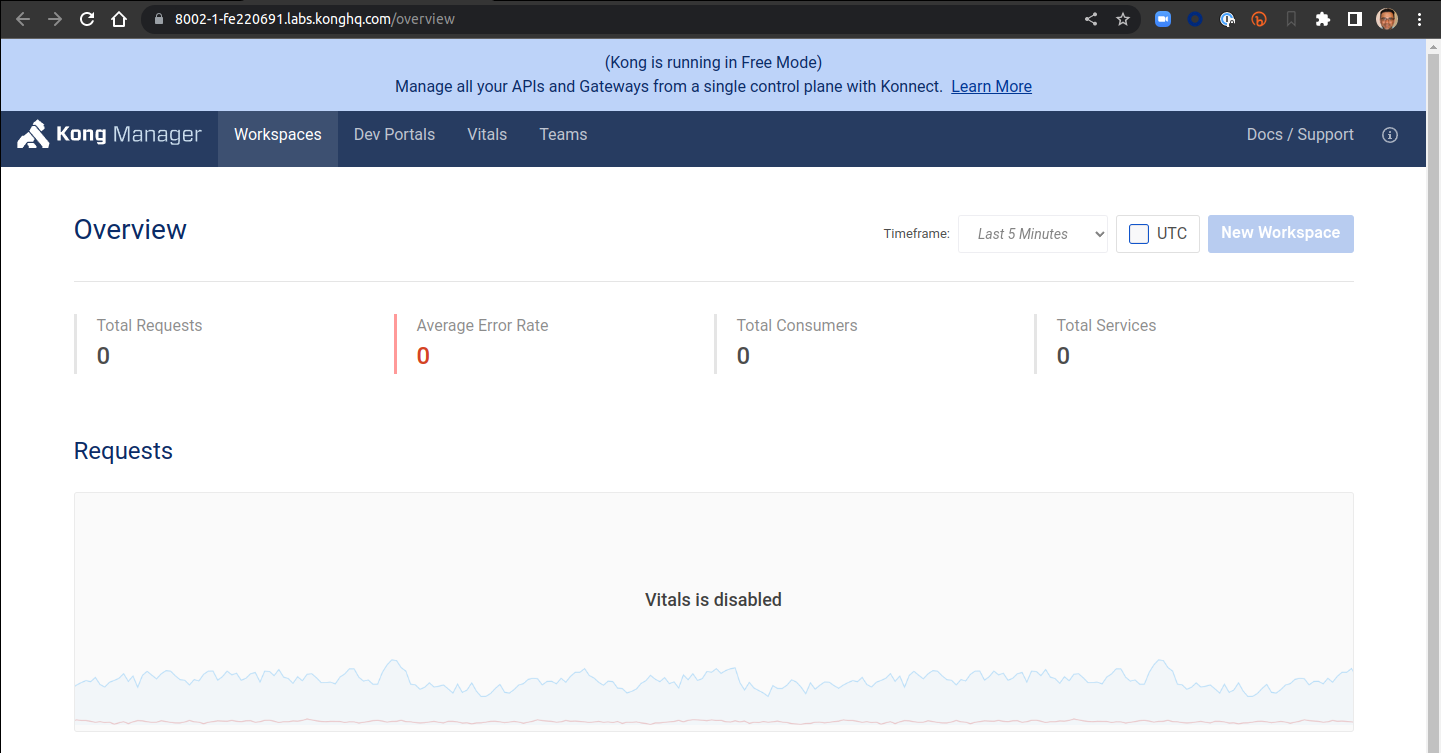 8002-1-fe220691.labs.konghq.com/overview
(Kong is running in Free Mode)
Manage all your APIs and Gateways from a single control plane with Konnect. Learn More
Kong Manager Workspaces Dev Portals Vitals Teams Docs / Support
Overview Timeframe: Last 5 Minutes UTC New Workspace
Total Requests Average Error Rate Total Consumers Total Services
0 0 0 0
Requests
Vitals is disabled